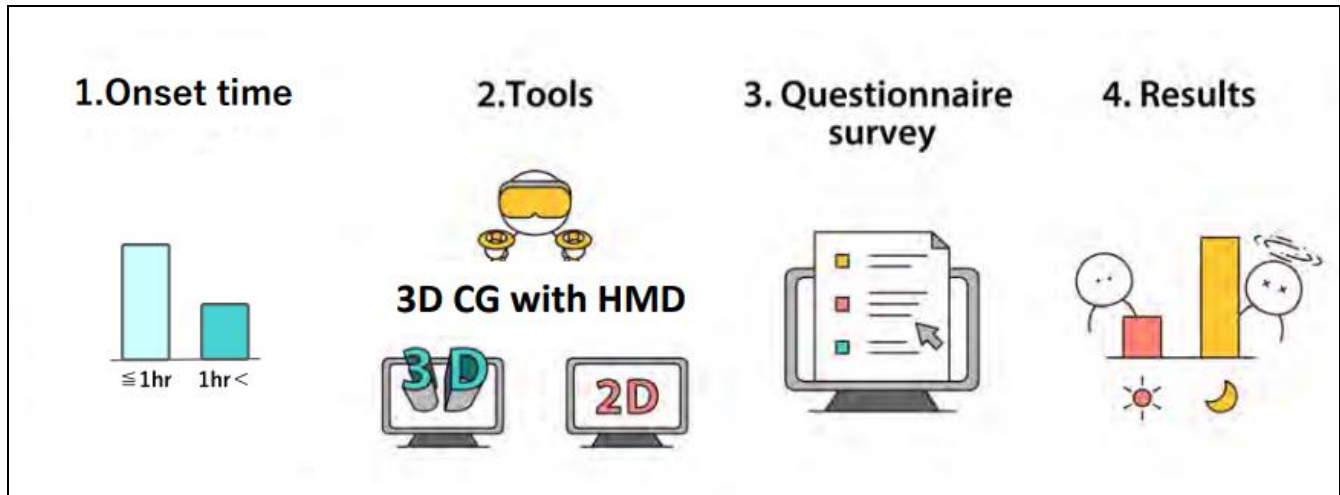 1.Onset time
≦1hr 1hr<
2.Tools
3D CG with HMD
3D
2D
3. Questionnaire
survey
4. Results